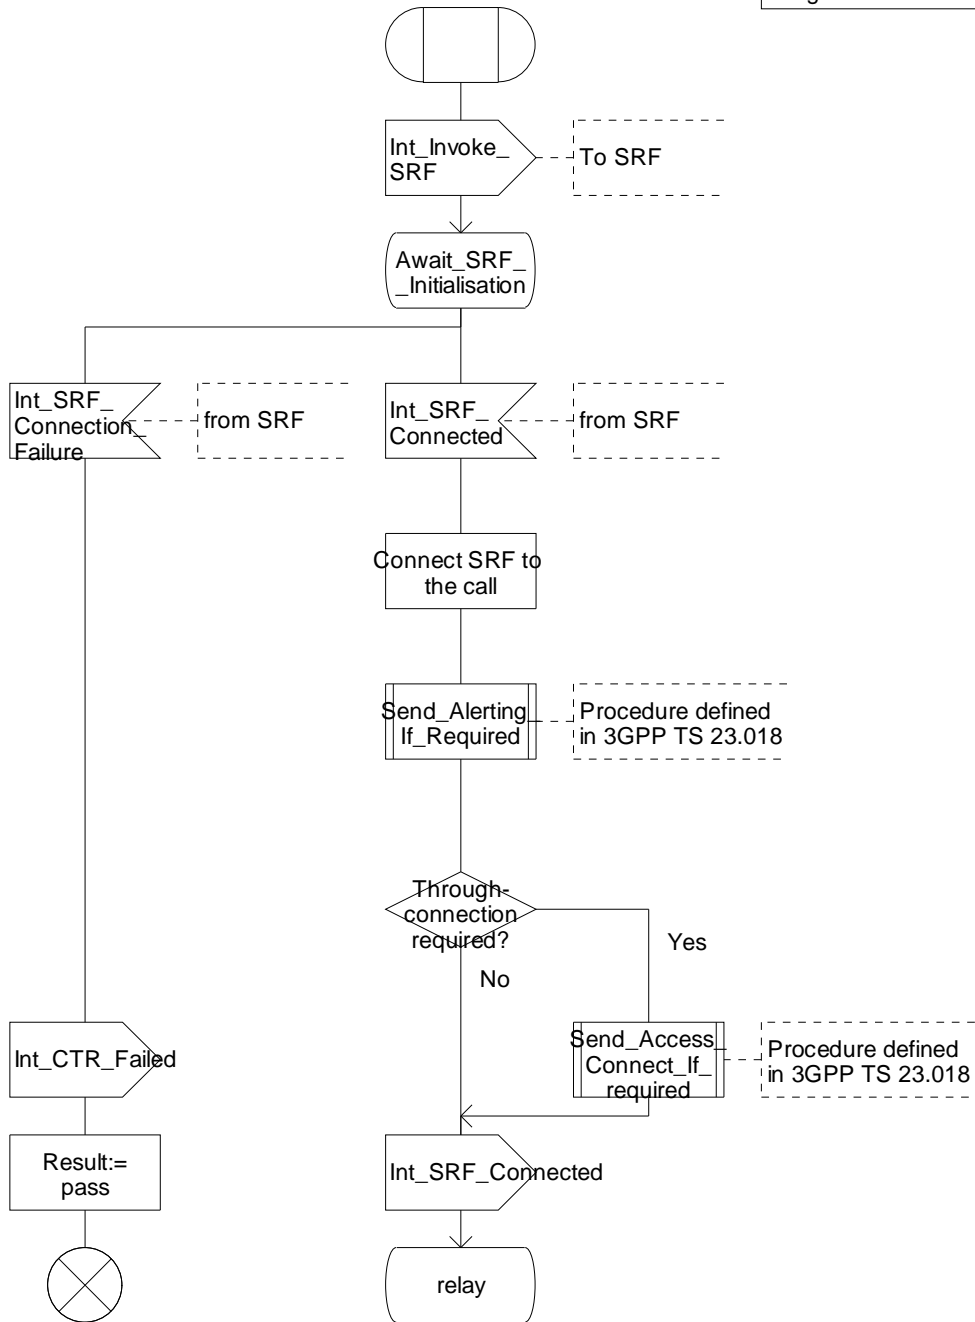 Int_Invoke_
SRF
To SRF
Await_SRF_
_Initialisation
Int_SRF_
Connection_
Failure
from SRF
Int_SRF_
Connected
from SRF
Connect SRF to
the call
Send_Alerting_
If_Required
Procedure defined
in 3GPP TS 23.018
Through-
connection
required?
Yes
No
Int_CTR_Failed
Send_Access_
Connect_If_
required
Procedure defined
in 3GPP TS 23.018
Result:=
pass
Int_SRF_Connected
relay